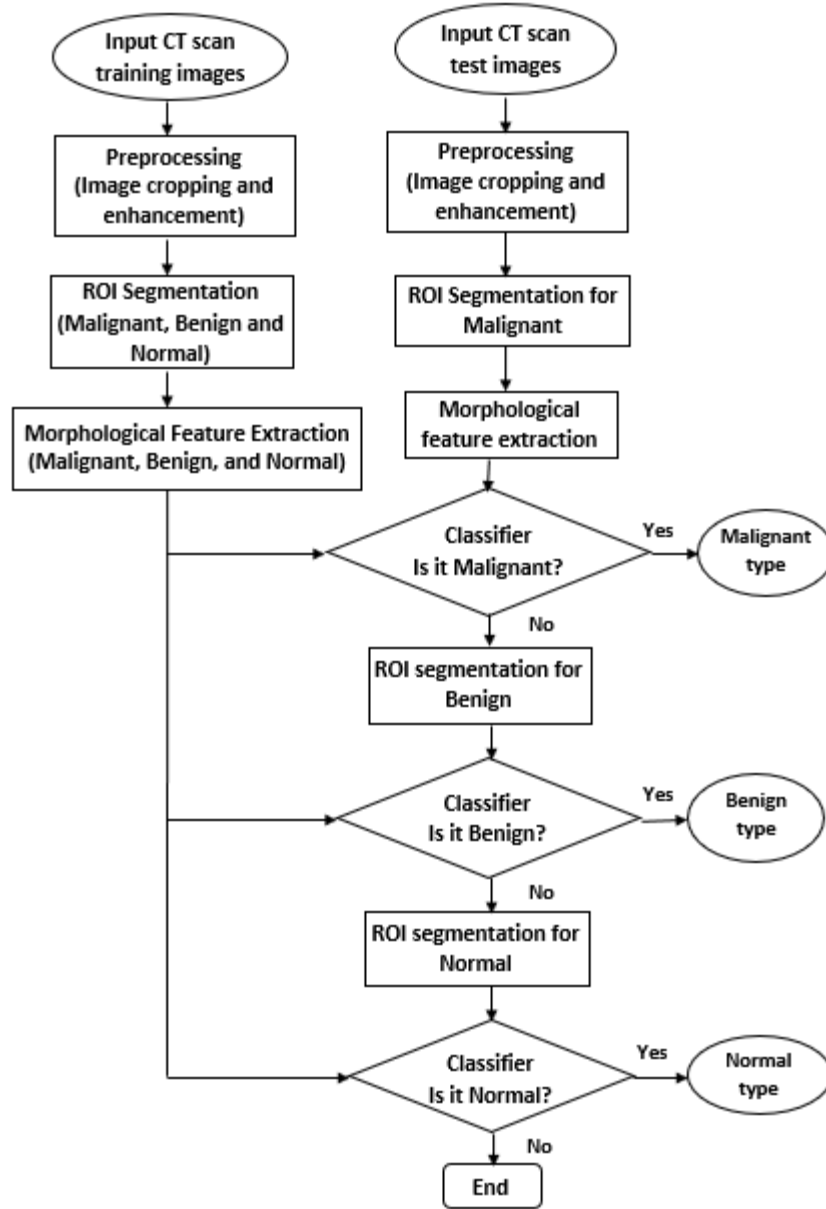 Input CT scan
training images
Preprocessing
(Image cropping and
enhancement)
ROI Segmentation
(Malignant, Benign and
Normal)
Morphological Feature Extraction
(Malignant, Benign, and Normal)
Input CT scan
test images
Preprocessing
(Image cropping and
enhancement)
ROI Segmentation for
Malignant
Morphological
feature extraction
Classifier
Is it Malignant?
Yes
Malignant
type
No
ROI segmentation for
Benign
Classifier
Is it Benign?
Yes
Benign
type
No
ROI segmentation for
Normal
Classifier
Is it Normal?
Yes
Normal
type
No
End